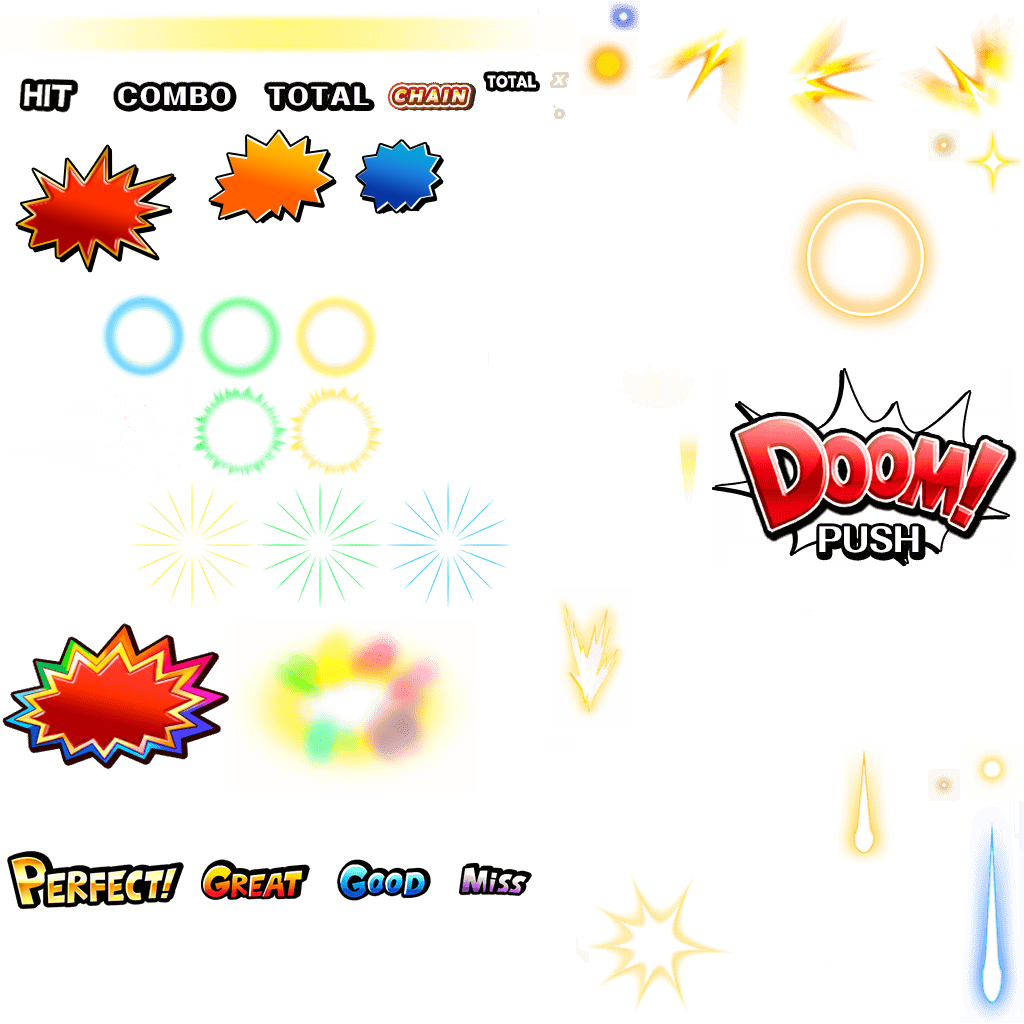 HIT
COMBO
TOTAL
CHAIN
TOTAL
X
DOOM!
PUSH
PERFECT!
GREAT
GOOD
MISS